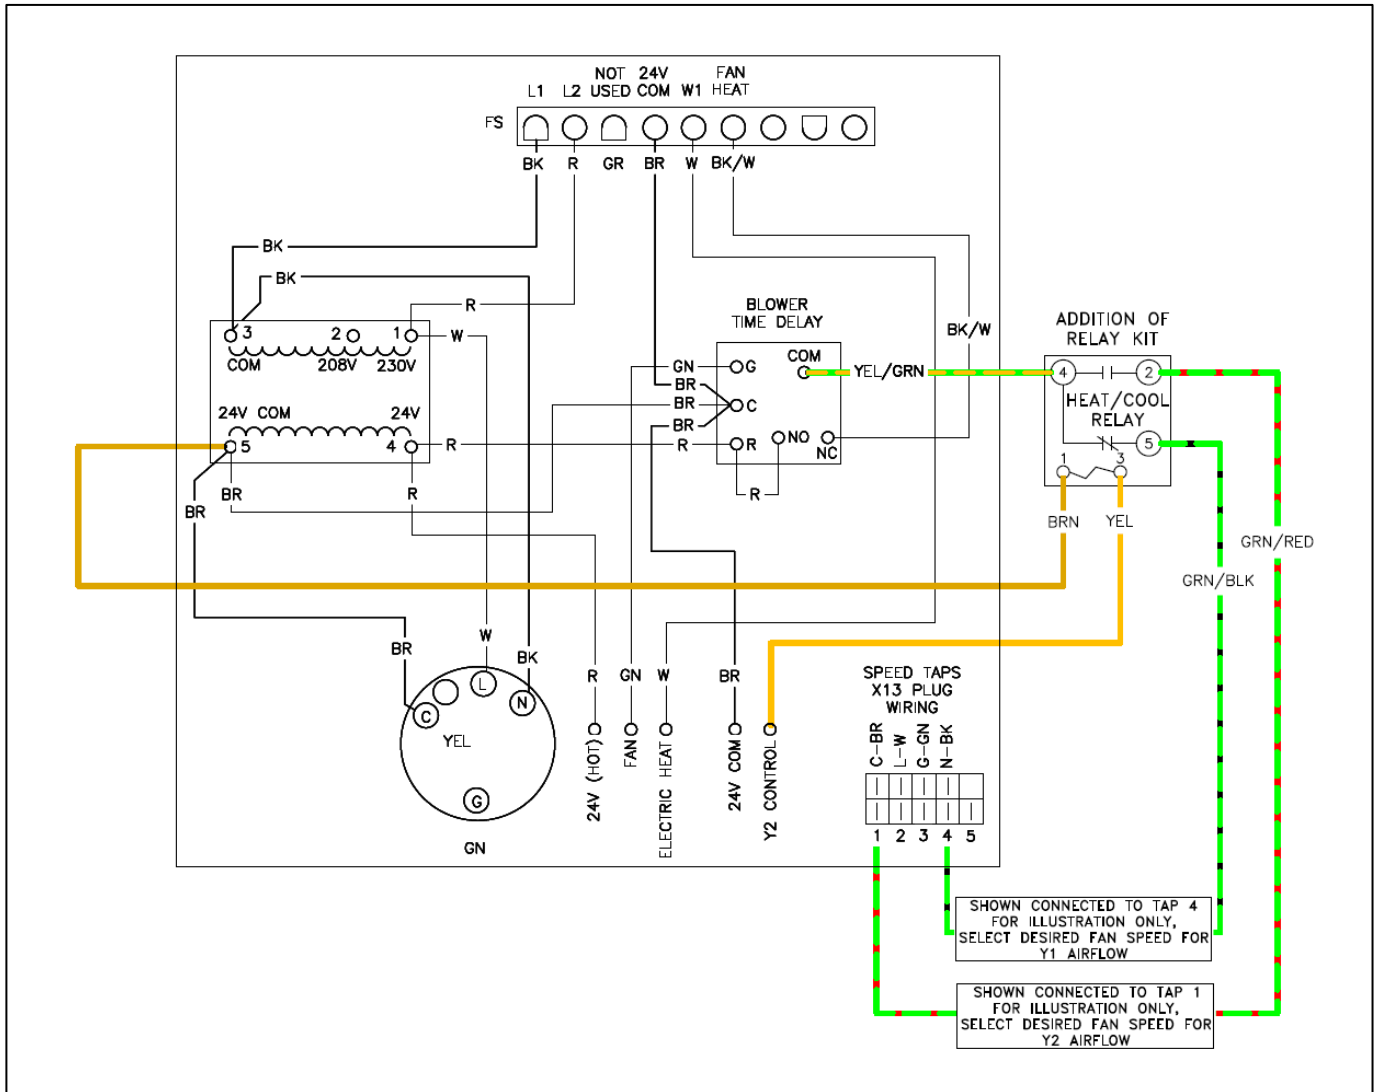 NOT 24V FAN
L1 L2 USED COM W1 HEAT
FS
BK R GR BR W BK/W
BK
BK
R
W
3 2 1
COM 208V 230V
24V COM 24V
5 4
R
BR
R
BR
BLOWER
TIME DELAY
COM
GN G
BR
BR C
BR
R R
NO
NC
R
YEL/GRN
BK/W
ADDITION OF
RELAY KIT
4 2
HEAT/COOL
RELAY
5
1 3
BRN YEL
GRN/RED
GRN/BLK
BR
W
BK
L
N
C
YEL
G
GN
R GN W BR
24V (HOT)
FAN
ELECTRIC HEAT
24V COM
Y2 CONTROL
SPEED TAPS
X13 PLUG
WIRING
C-BR
L-W
G-GN
N-BK
1 2 3 4 5
SHOWN CONNECTED TO TAP 4
FOR ILLUSTRATION ONLY,
SELECT DESIRED FAN SPEED FOR
Y1 AIRFLOW
SHOWN CONNECTED TO TAP 1
FOR ILLUSTRATION ONLY,
SELECT DESIRED FAN SPEED FOR
Y2 AIRFLOW